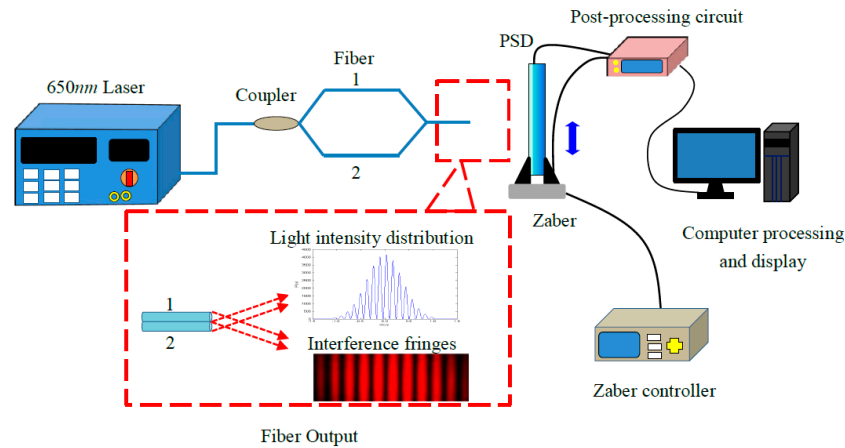 Post-processing circuit
PSD
650nm Laser
Fiber
1
Coupler
2
Zaber
Computer processing
and display
Light intensity distribution
1
2
Interference fringes
Zaber controller
Fiber Output